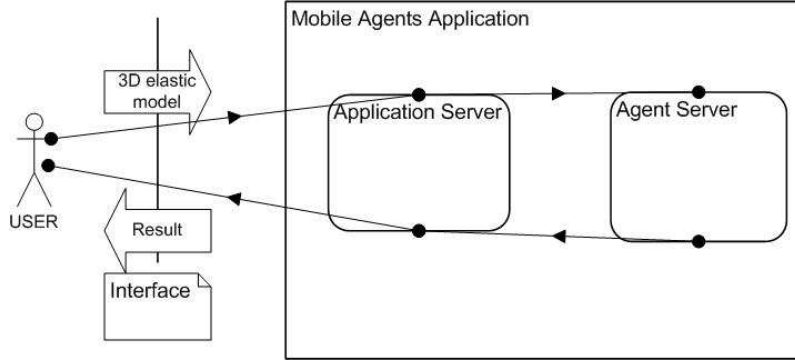 Mobile Agents Application
3D elastic
model
Application Server
Agent Server
USER
Result
Interface